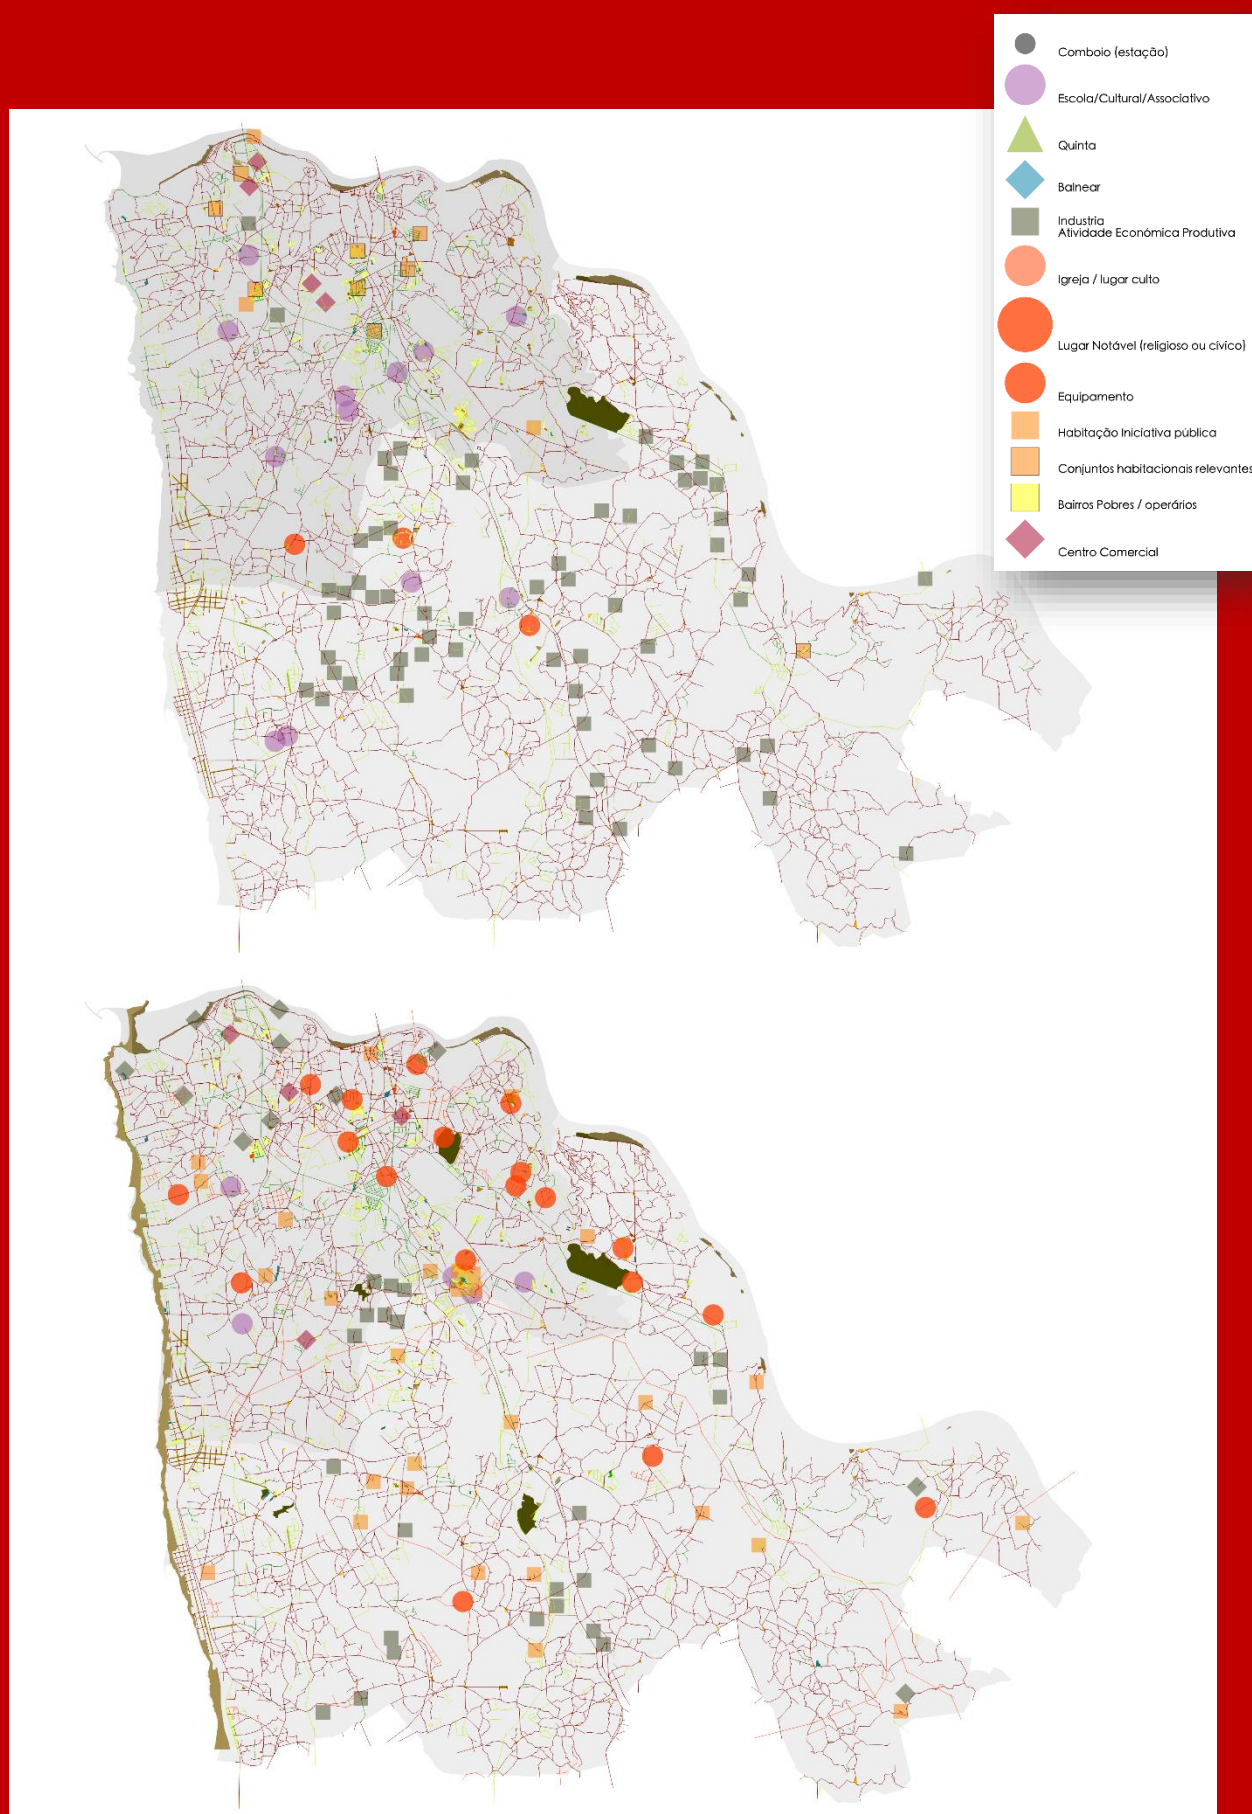 Comboio (estação)
Escola/Cultural/Associativo
Quinta
Balnear
Industria
Atividade Económica Produtiva
Igreja / lugar culto
Lugar Notável (religioso ou cívico)
Equipamento
Habitação Iniciativa pública
Conjuntos habitacionais relevantes
Bairros Pobres / operários
Centro Comercial